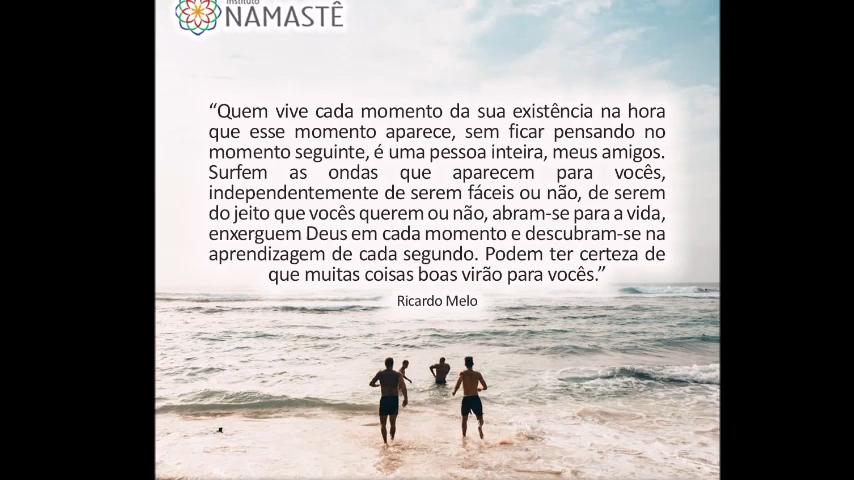 Instituto
NAMASTÊ
“Quem vive cada momento da sua existência na hora
que esse momento aparece, sem ficar pensando no
momento seguinte, é uma pessoa inteira, meus amigos.
Surfem as ondas que aparecem para vocês,
independentemente de serem fáceis ou não, de serem
do jeito que vocês querem ou não, abram-se para a vida,
enxerguem Deus em cada momento e descubram-se na
aprendizagem de cada segundo. Podem ter certeza de
que muitas coisas boas virão para vocês.”
Ricardo Melo